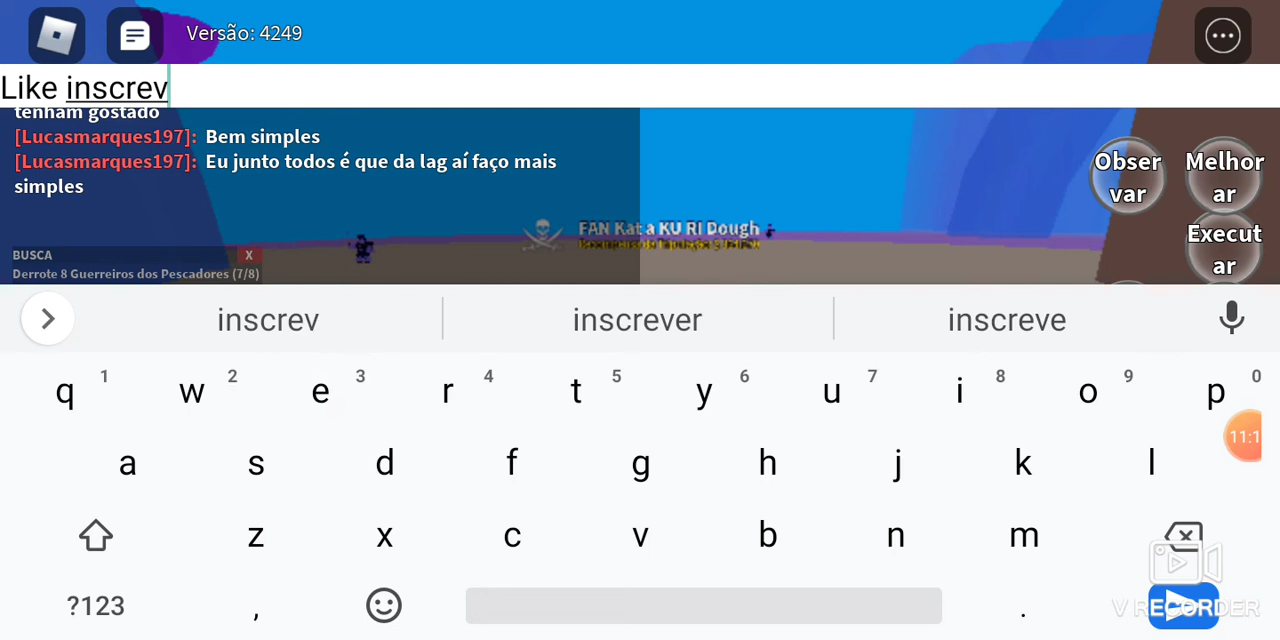 Versão: 4249
Like inscrev
tenham gostado
[Lucasmarques197]: Bem simples
[Lucasmarques197]: Eu junto todos é que da lag aí faço mais
simples
Obser
var
Melhor
ar
FAN Kat a KU RI Dough
Execut
ar
BUSCA X
Derrote 8 Guerreiros dos Pescadores (7/8)
inscrev inscrever inscreve
q 1 w 2 e 3 r 4 t 5 y 6 u 7 i 8 o 9 p 0
11:1
a s d f g h j k l
z x c v b n m
?123 , .
V RECORDER